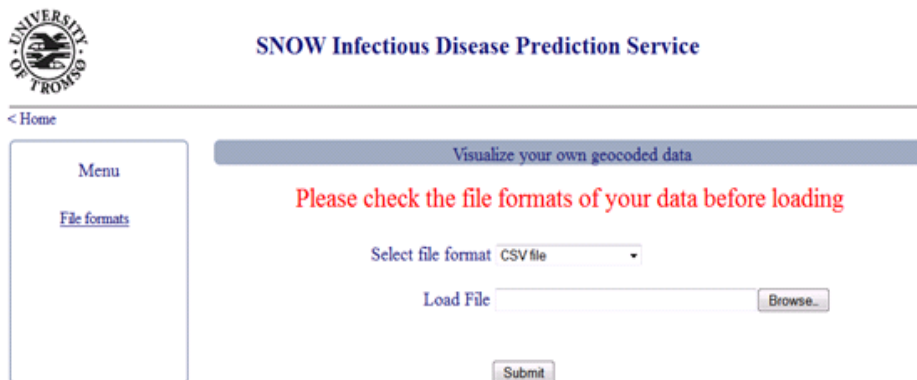 UNIVERSITY
OF TROMSØ
SNOW Infectious Disease Prediction Service
< Home
Menu
File formats
Visualize your own geocoded data
Please check the file formats of your data before loading
Select file format CSV file
Load File Browse..
Submit